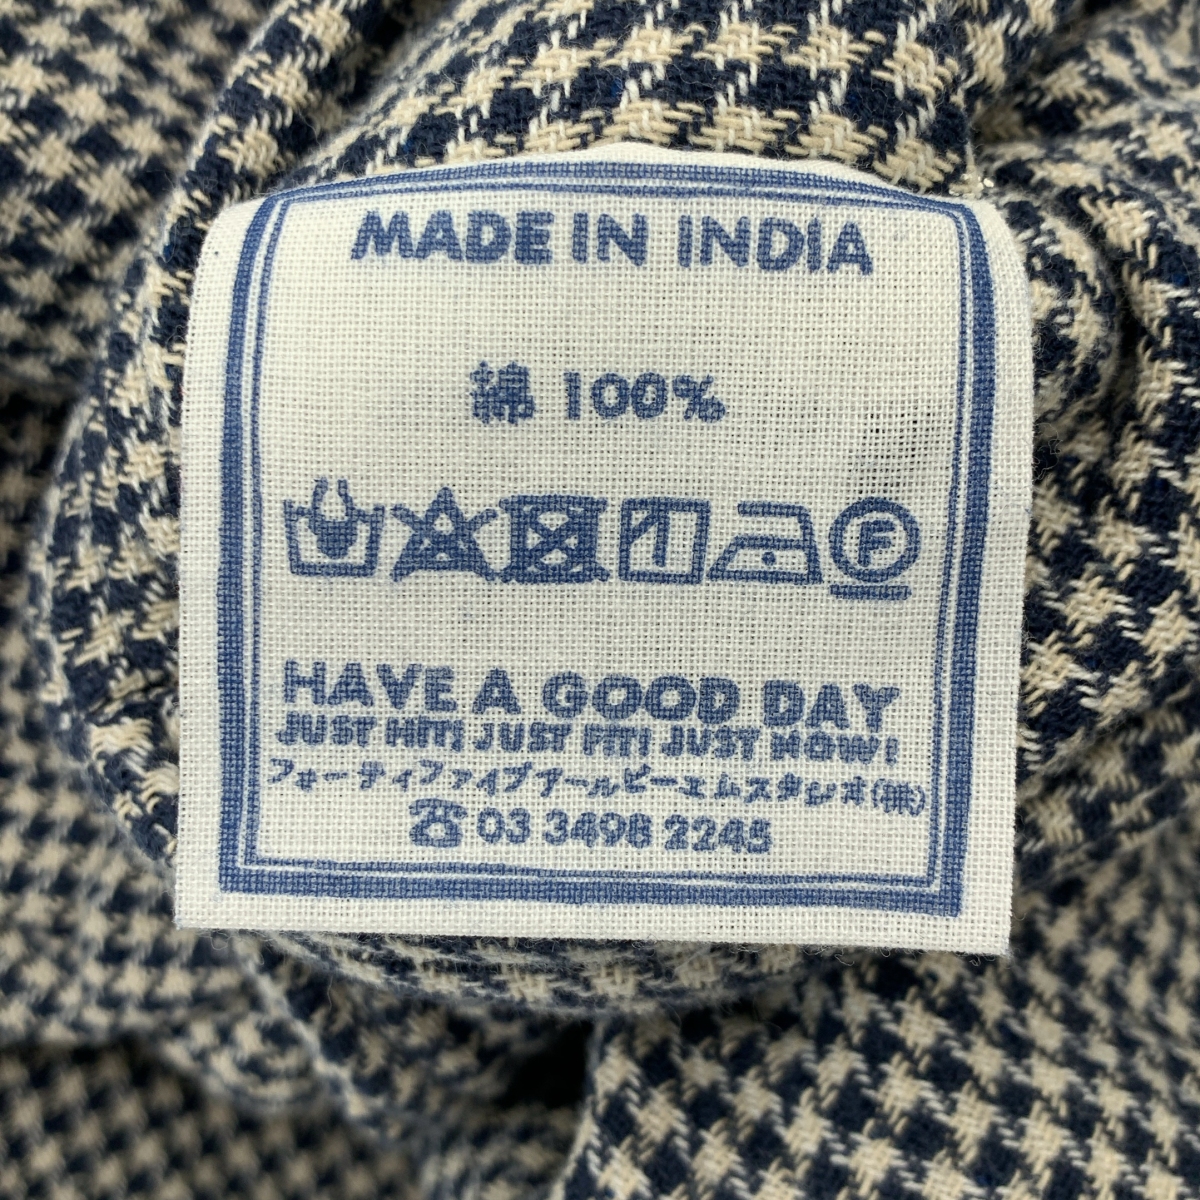 MADE IN INDIA
綿 100%
F
HAVE A GOOD DAY
JUST HIT! JUST FIT! JUST NOW!
フォーティファイブアールピーエムスタジオ(株)
☎ 03 3498 2245